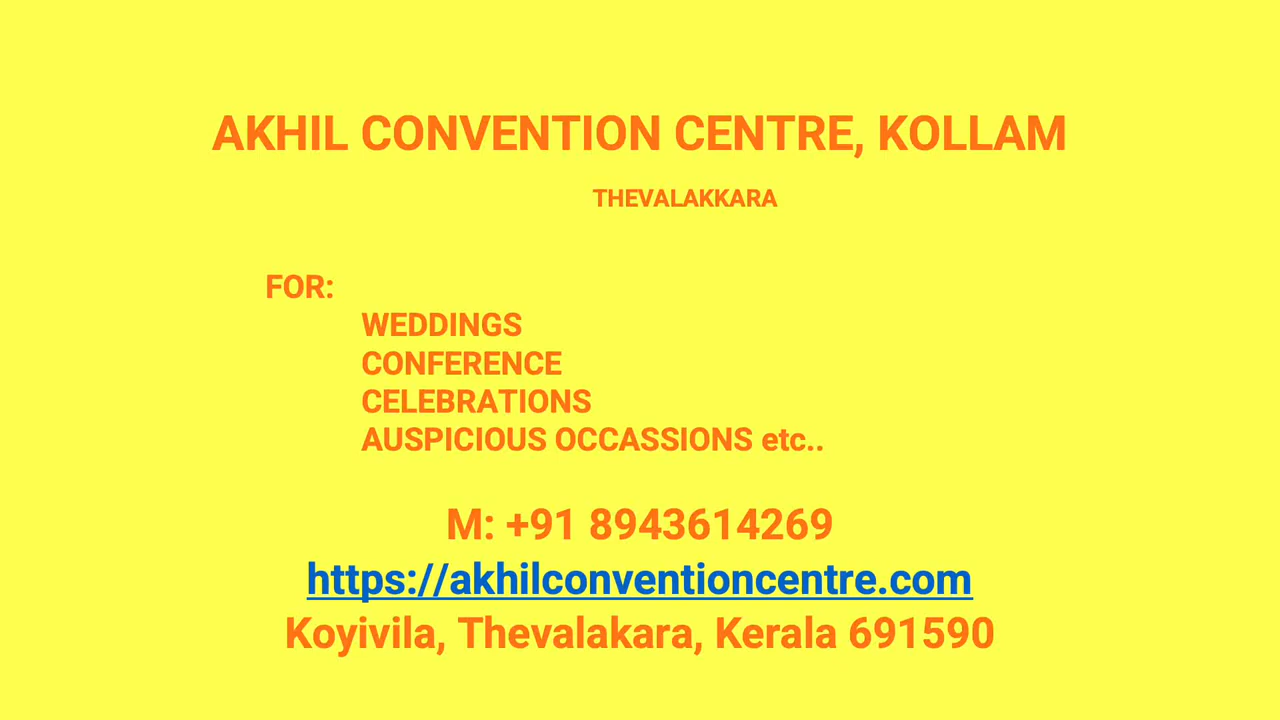 AKHIL CONVENTION CENTRE, KOLLAM
THEVALAKKARA
FOR:
WEDDINGS
CONFERENCE
CELEBRATIONS
AUSPICIOUS OCCASSIONS etc..
M: +91 8943614269
https://akhilconventioncentre.com
Koyivila, Thevalakara, Kerala 691590